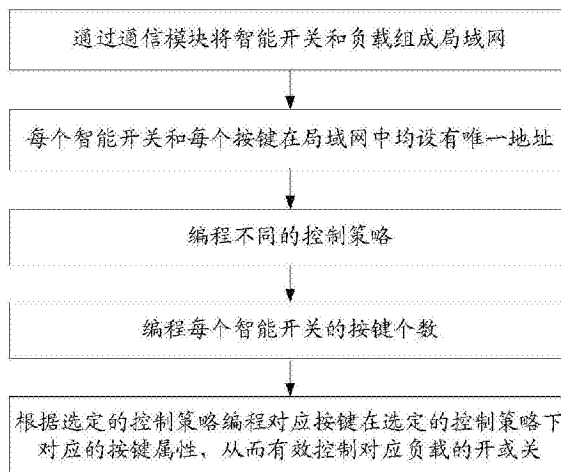 通过通信模块将智能开关和负载组成局域网
每个智能开关和每个按键在局域网中均设有唯一地址
编程不同的控制策略
编程每个智能开关的按键个数
根据选定的控制策略编程对应按键在选定的控制策略下
对应的按键属性，从而有效控制对应负载的开或关